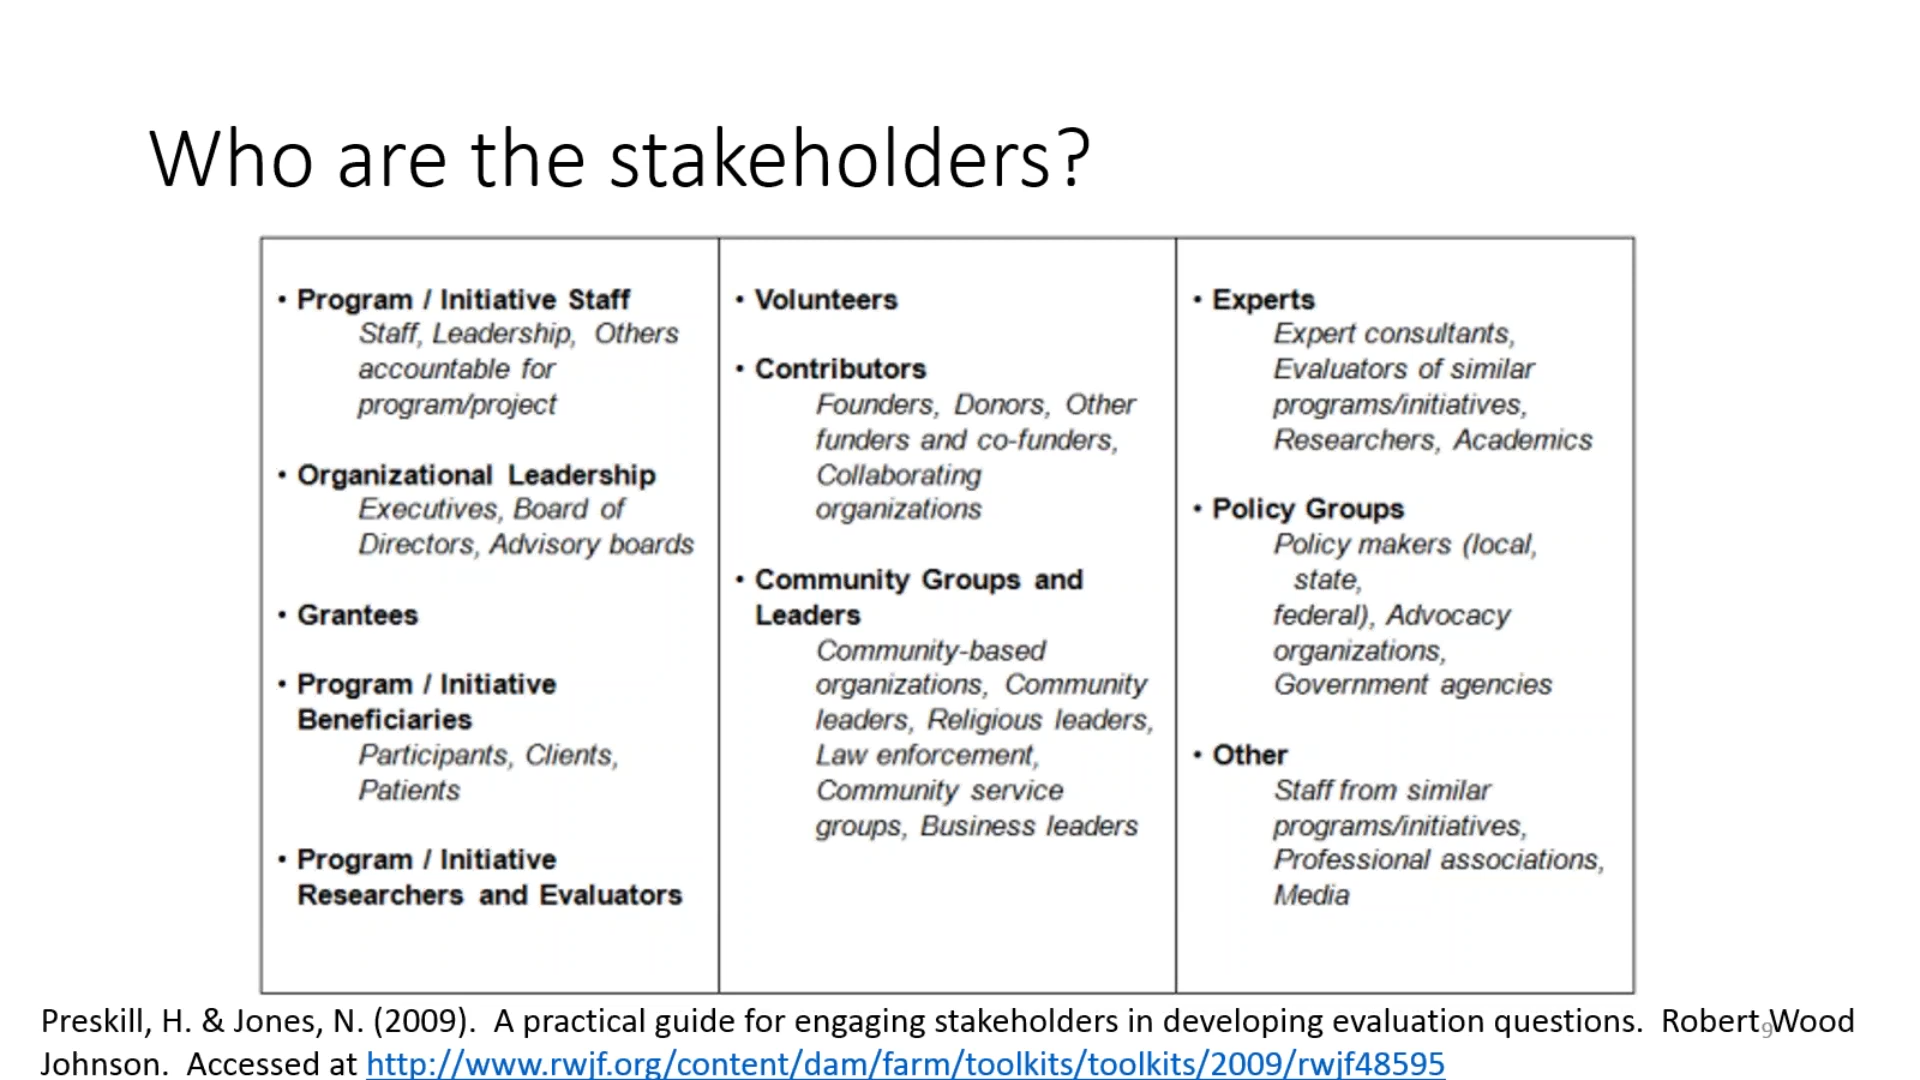 Who are the stakeholders?
• Program / Initiative Staff
Staff, Leadership, Others
accountable for
program/project
• Organizational Leadership
Executives, Board of
Directors, Advisory boards
• Grantees
• Program / Initiative
Beneficiaries
Participants, Clients,
Patients
• Program / Initiative
Researchers and Evaluators
• Volunteers
• Contributors
Founders, Donors, Other
funders and co-funders,
Collaborating
organizations
• Community Groups and
Leaders
Community-based
organizations, Community
leaders, Religious leaders,
Law enforcement,
Community service
groups, Business leaders
• Experts
Expert consultants,
Evaluators of similar
programs/initiatives,
Researchers, Academics
• Policy Groups
Policy makers (local,
state,
federal), Advocacy
organizations,
Government agencies
• Other
Staff from similar
programs/initiatives,
Professional associations,
Media
Preskill, H. & Jones, N. (2009). A practical guide for engaging stakeholders in developing evaluation questions. Robert Wood
Johnson. Accessed at http://www.rwjf.org/content/dam/farm/toolkits/toolkits/2009/rwjf48595
9